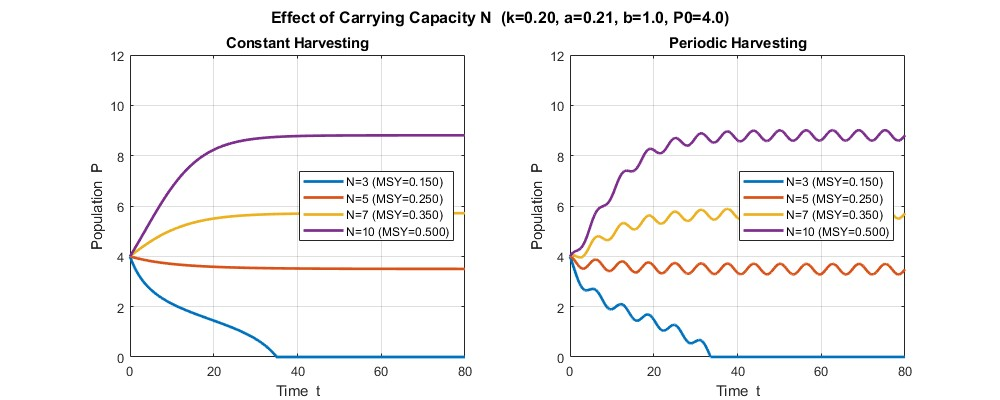 Effect of Carrying Capacity N (k=0.20, a=0.21, b=1.0, P0=4.0)
Constant Harvesting
12
10
8
6
4
2
0
Population P
0 20 40 60 80
Time t
N=3 (MSY=0.150)
N=5 (MSY=0.250)
N=7 (MSY=0.350)
N=10 (MSY=0.500)
Periodic Harvesting
12
10
8
6
4
2
0
Population P
0 20 40 60 80
Time t
N=3 (MSY=0.150)
N=5 (MSY=0.250)
N=7 (MSY=0.350)
N=10 (MSY=0.500)